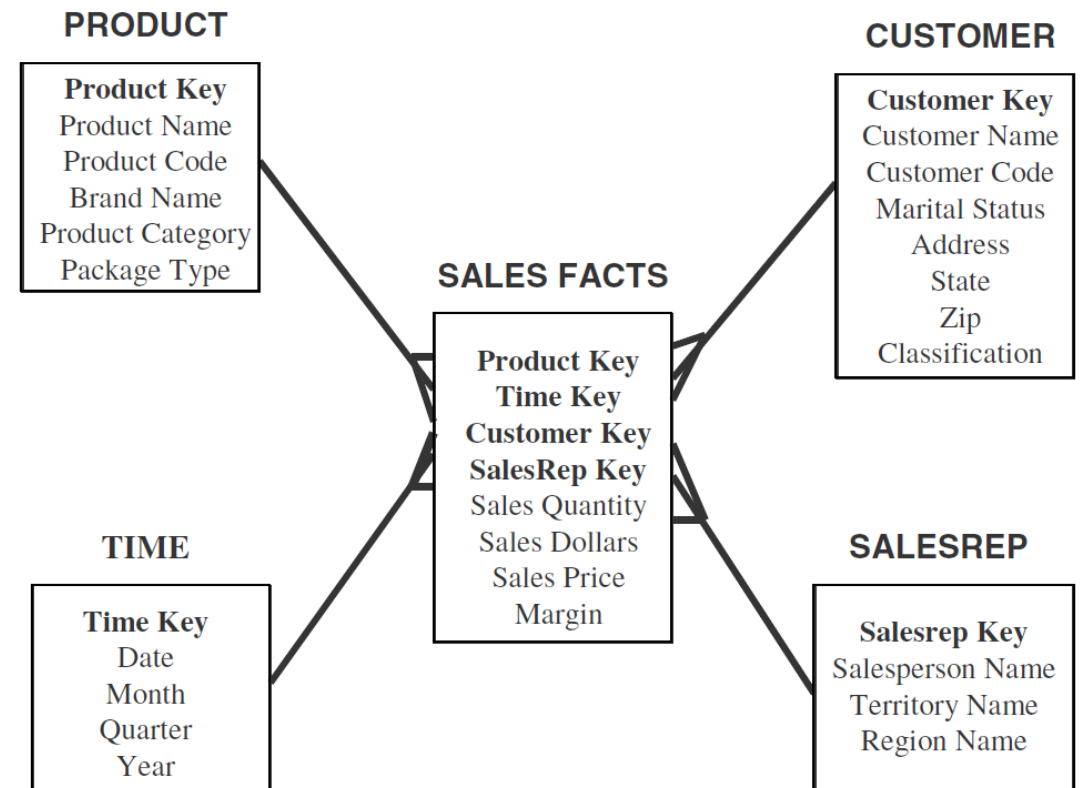 PRODUCT
Product Key
Product Name
Product Code
Brand Name
Product Category
Package Type
CUSTOMER
Customer Key
Customer Name
Customer Code
Marital Status
Address
State
Zip
Classification
SALES FACTS
Product Key
Time Key
Customer Key
SalesRep Key
Sales Quantity
Sales Dollars
Sales Price
Margin
TIME
Time Key
Date
Month
Quarter
Year
SALESREP
Salesrep Key
Salesperson Name
Territory Name
Region Name